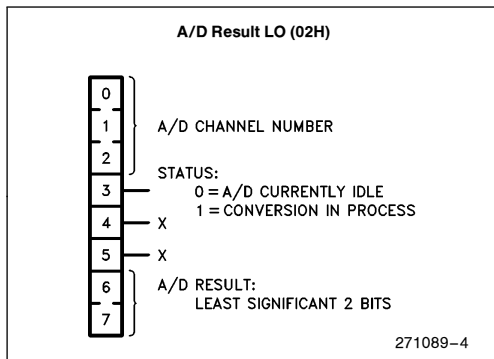 A/D Result LO (02H)
0
1
A/D CHANNEL NUMBER
2
STATUS:
3
0 = A/D CURRENTLY IDLE
1 = CONVERSION IN PROCESS
4 X
5 X
6
A/D RESULT:
LEAST SIGNIFICANT 2 BITS
7
271089–4